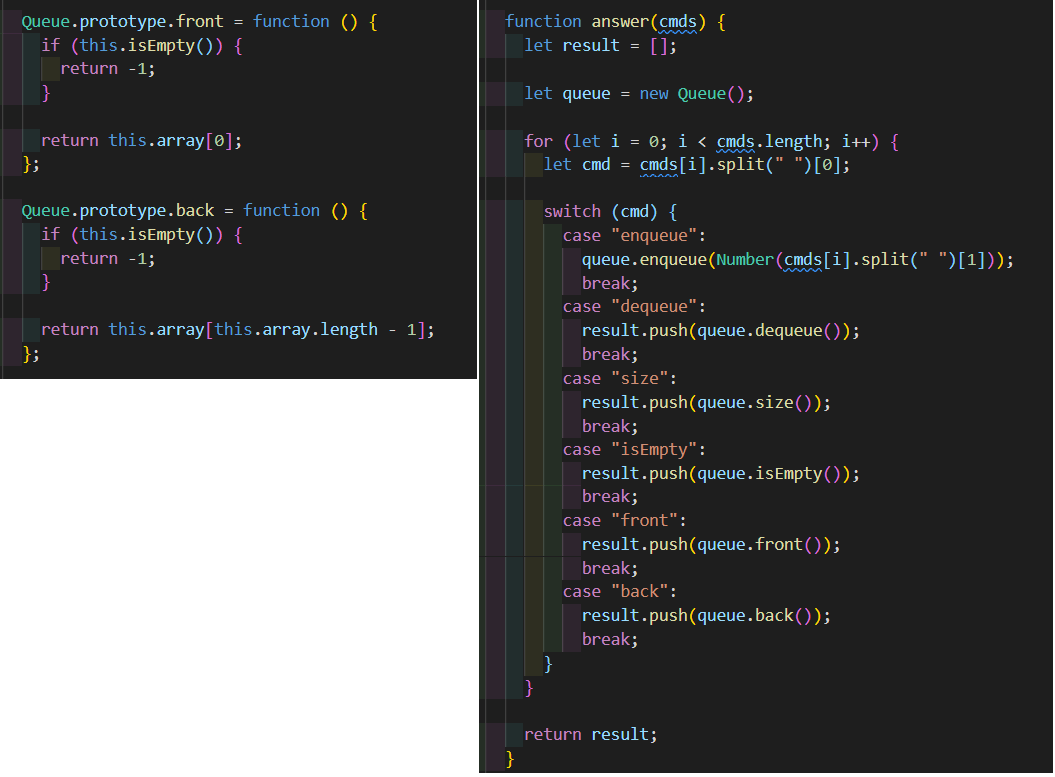 Queue.prototype.front = function () {
if (this.isEmpty()) {
return -1;
}
return this.array[0];
};
Queue.prototype.back = function () {
if (this.isEmpty()) {
return -1;
}
return this.array[this.array.length - 1];
};
function answer(cmds) {
let result = [];
let queue = new Queue();
for (let i = 0; i < cmds.length; i++) {
let cmd = cmds[i].split(" ")[0];
switch (cmd) {
case "enqueue":
queue.enqueue(Number(cmds[i].split(" ")[1]));
break;
case "dequeue":
result.push(queue.dequeue());
break;
case "size":
result.push(queue.size());
break;
case "isEmpty":
result.push(queue.isEmpty());
break;
case "front":
result.push(queue.front());
break;
case "back":
result.push(queue.back());
break;
}
}
return result;
}